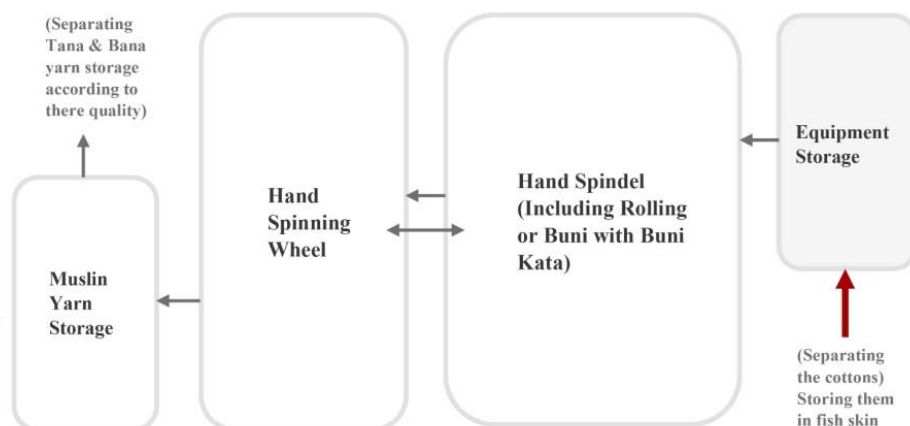 (Separating
Tana & Bana
yarn storage
according to
there quality)
Muslin
Yarn
Storage
Hand
Spinning
Wheel
Hand Spindel
(Including Rolling
or Buni with Buni
Kata)
Equipment
Storage
(Separating
the cottons)
Storing them
in fish skin